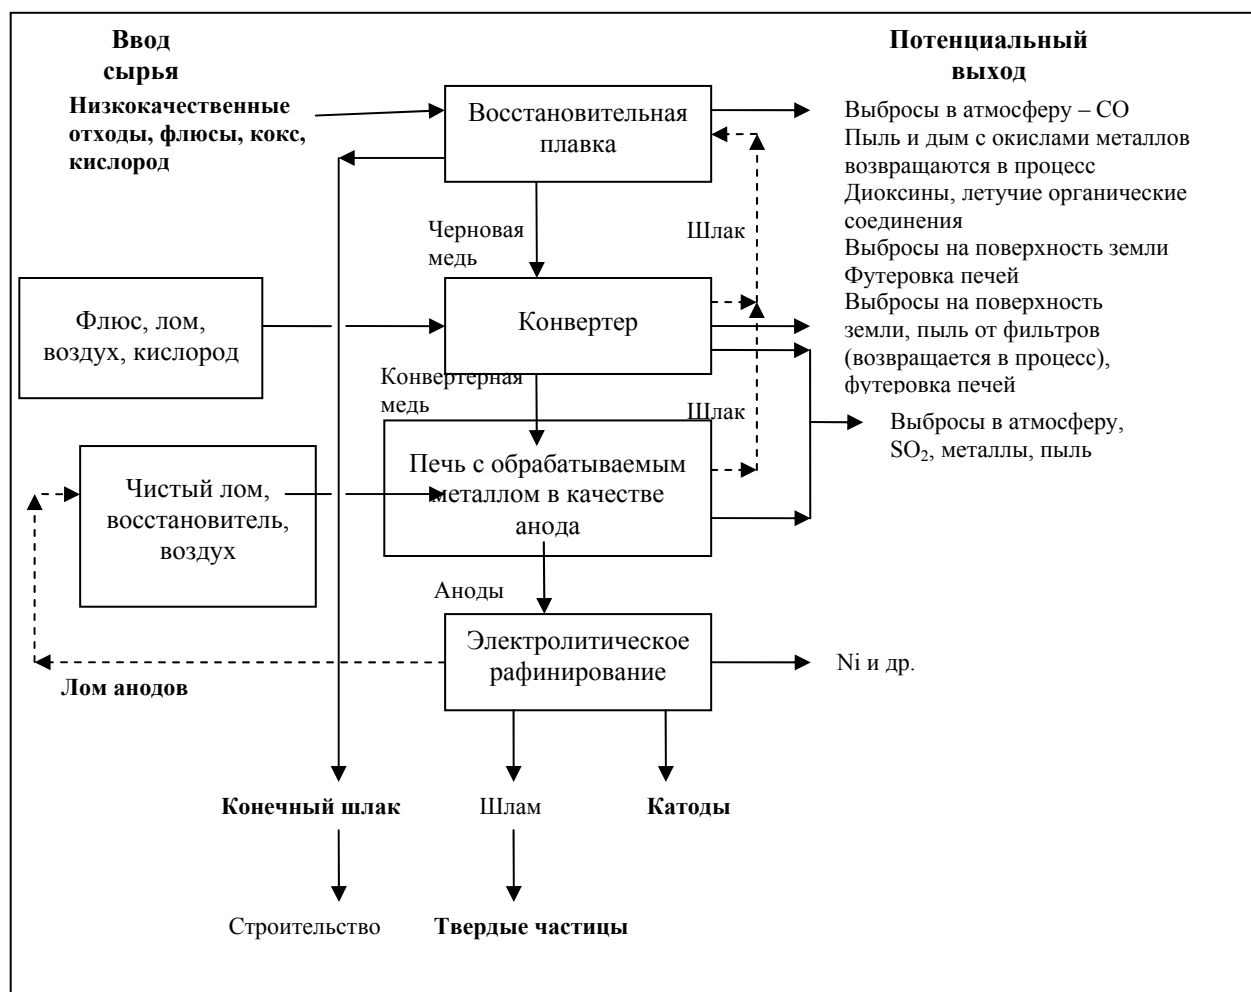 Ввод
сырья
Потенциальный
выход
Низкокачественные
отходы, флюсы, кокс,
кислород
Восстановительная
плавка
Выбросы в атмосферу – СО
Пыль и дым с окислами металлов
возвращаются в процесс
Диоксины, летучие органические
соединения
Выбросы на поверхность земли
Футеровка печей
Черновая
медь
Шлак
Флюс, лом,
воздух, кислород
Конвертер
Выбросы на поверхность
земли, пыль от фильтров
(возвращается в процесс),
футеровка печей
Конвертерная
медь
Шлак
Выбросы в атмосферу,
SO₂, металлы, пыль
Чистый лом,
восстановитель,
воздух
Печь с обрабатываемым
металлом в качестве
анода
Аноды
Электролитическое
рафинирование
Ni и др.
Лом анодов
Конечный шлак
Шлам
Катоды
Строительство
Твердые частицы